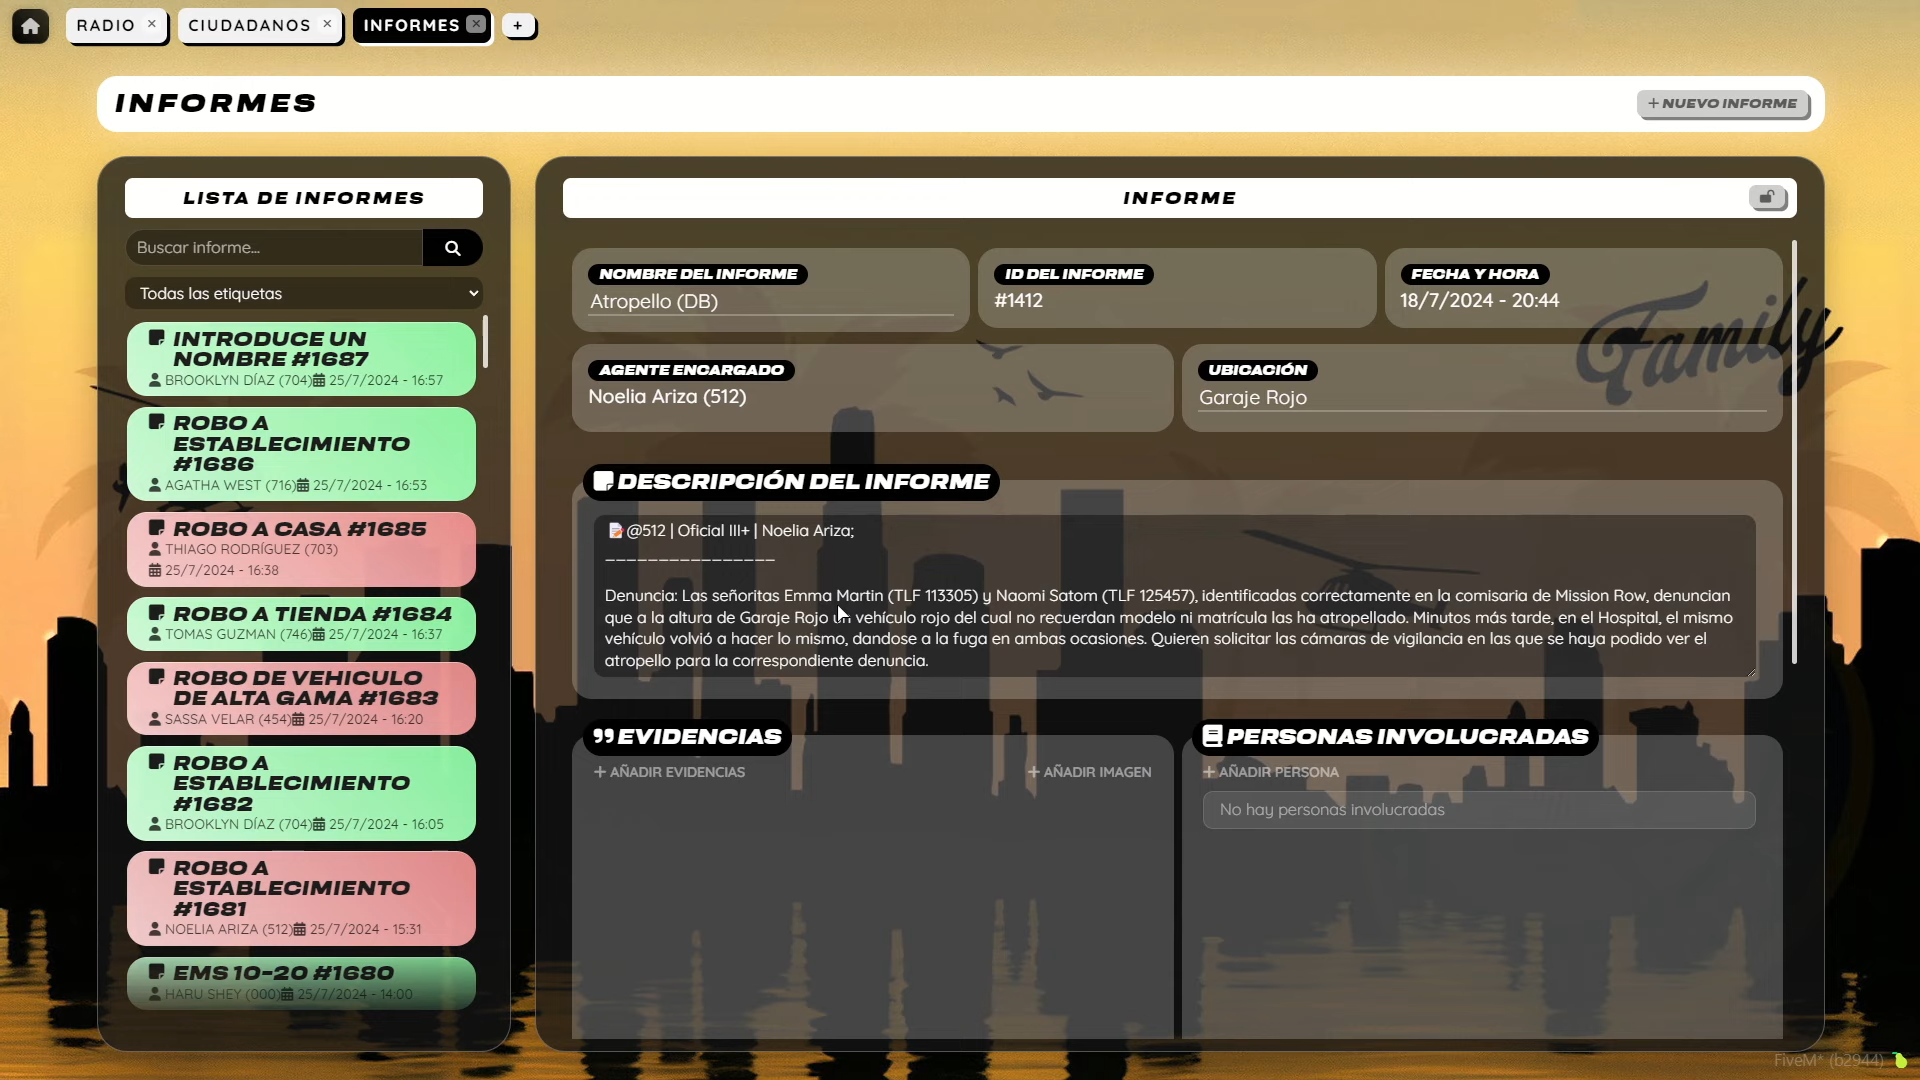 RADIO ×
CIUDADANOS ×
INFORMES ×
+
INFORMES
+ NUEVO INFORME
LISTA DE INFORMES
Buscar informe...
Todas las etiquetas
INTRODUCE UN
NOMBRE #1687
BROOKLYN DÍAZ (704) 25/7/2024 - 16:57
ROBO A
ESTABLECIMIENTO
#1686
AGATHA WEST (716) 25/7/2024 - 16:53
ROBO A CASA #1685
THIAGO RODRÍGUEZ (703)
25/7/2024 - 16:38
ROBO A TIENDA #1684
TOMAS GUZMAN (746) 25/7/2024 - 16:37
ROBO DE VEHICULO
DE ALTA GAMA #1683
SASSA VELAR (454) 25/7/2024 - 16:20
ROBO A
ESTABLECIMIENTO
#1682
BROOKLYN DÍAZ (704) 25/7/2024 - 16:05
ROBO A
ESTABLECIMIENTO
#1681
NOELIA ARIZA (512) 25/7/2024 - 15:31
EMS 10-20 #1680
HARU SHEY (000) 25/7/2024 - 14:00
INFORME
NOMBRE DEL INFORME
Atropello (DB)
ID DEL INFORME
#1412
FECHA Y HORA
18/7/2024 - 20:44
Family
AGENTE ENCARGADO
Noelia Ariza (512)
UBICACIÓN
Garaje Rojo
DESCRIPCIÓN DEL INFORME
📝@512 | Oficial III+ | Noelia Ariza;
________________
Denuncia: Las señoritas Emma Martin (TLF 113305) y Naomi Satom (TLF 125457), identificadas correctamente en la comisaria de Mission Row, denuncian
que a la altura de Garaje Rojo un vehículo rojo del cual no recuerdan modelo ni matrícula las ha atropellado. Minutos más tarde, en el Hospital, el mismo
vehículo volvió a hacer lo mismo, dandose a la fuga en ambas ocasiones. Quieren solicitar las cámaras de vigilancia en las que se haya podido ver el
atropello para la correspondiente denuncia.
EVIDENCIAS
+ AÑADIR EVIDENCIAS
+ AÑADIR IMAGEN
PERSONAS INVOLUCRADAS
+ AÑADIR PERSONA
No hay personas involucradas
FiveM* (b2944)